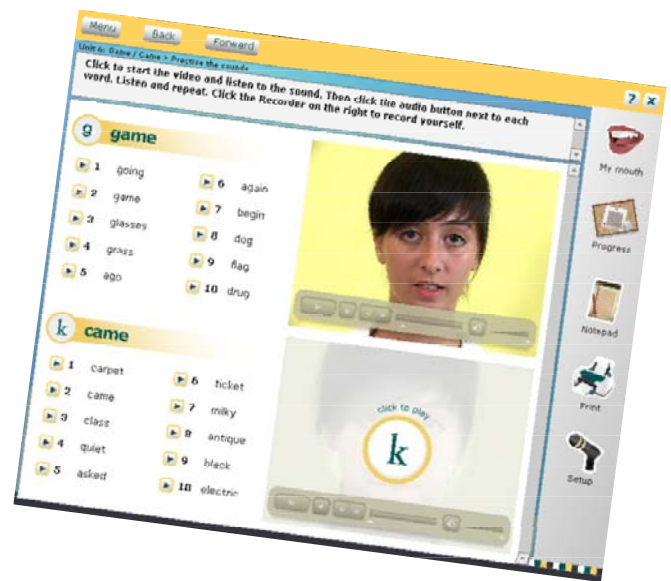 Menu Back Forward
Unit 6: Game / Came > Practise the sounds
Click to start the video and listen to the sound. Then click the audio button next to each
word. Listen and repeat. Click the Recorder on the right to record yourself.
? x
g game
1 going
2 game
3 glasses
4 grass
5 ago
6 again
7 begin
8 dog
9 flag
10 drug
k came
1 carpet
2 came
3 class
4 quiet
5 asked
6 ticket
7 milky
8 antique
9 black
10 electric
click to play
k
My mouth
Progress
Notepad
Print
Setup